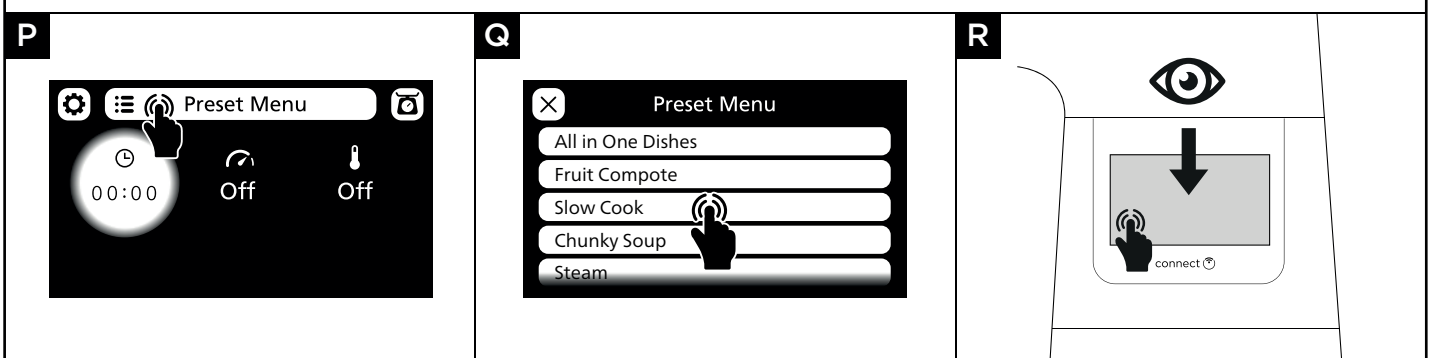 P
Preset Menu
00:00
Off
Off
Q
Preset Menu
All in One Dishes
Fruit Compote
Slow Cook
Chunky Soup
Steam
R
connect